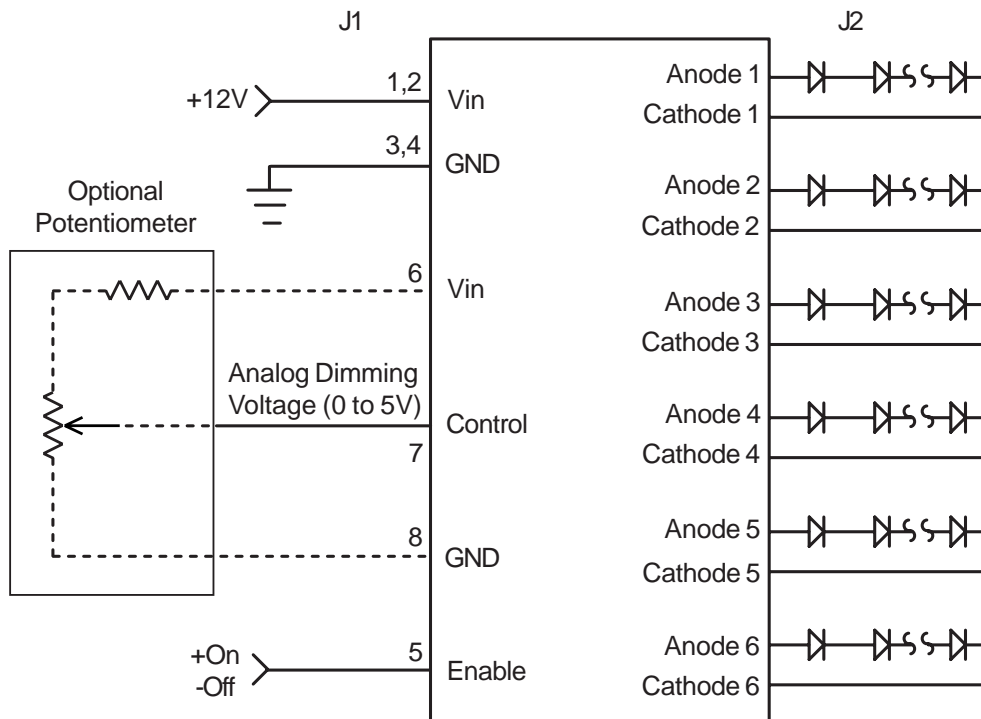 J1
J2
+12V
1,2
Vin
3,4
GND
Optional
Potentiometer
6
Vin
Analog Dimming
Voltage (0 to 5V)
Control
7
8
GND
+On
-Off
5
Enable
Anode 1
Cathode 1
Anode 2
Cathode 2
Anode 3
Cathode 3
Anode 4
Cathode 4
Anode 5
Cathode 5
Anode 6
Cathode 6